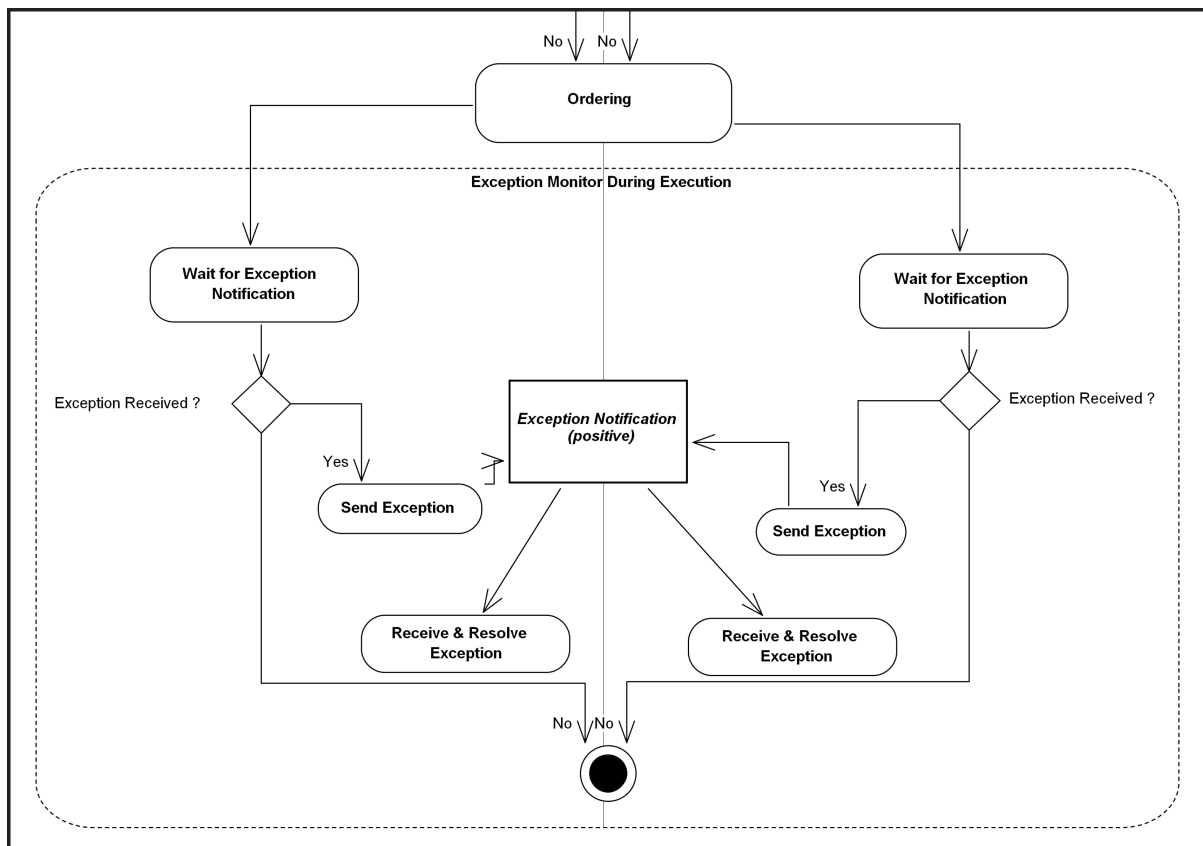 No
No
Ordering
Exception Monitor During Execution
Wait for Exception
Notification
Wait for Exception
Notification
Exception Received ?
Exception Notification
(positive)
Exception Received ?
Yes
Send Exception
Yes
Send Exception
Receive & Resolve
Exception
Receive & Resolve
Exception
No
No